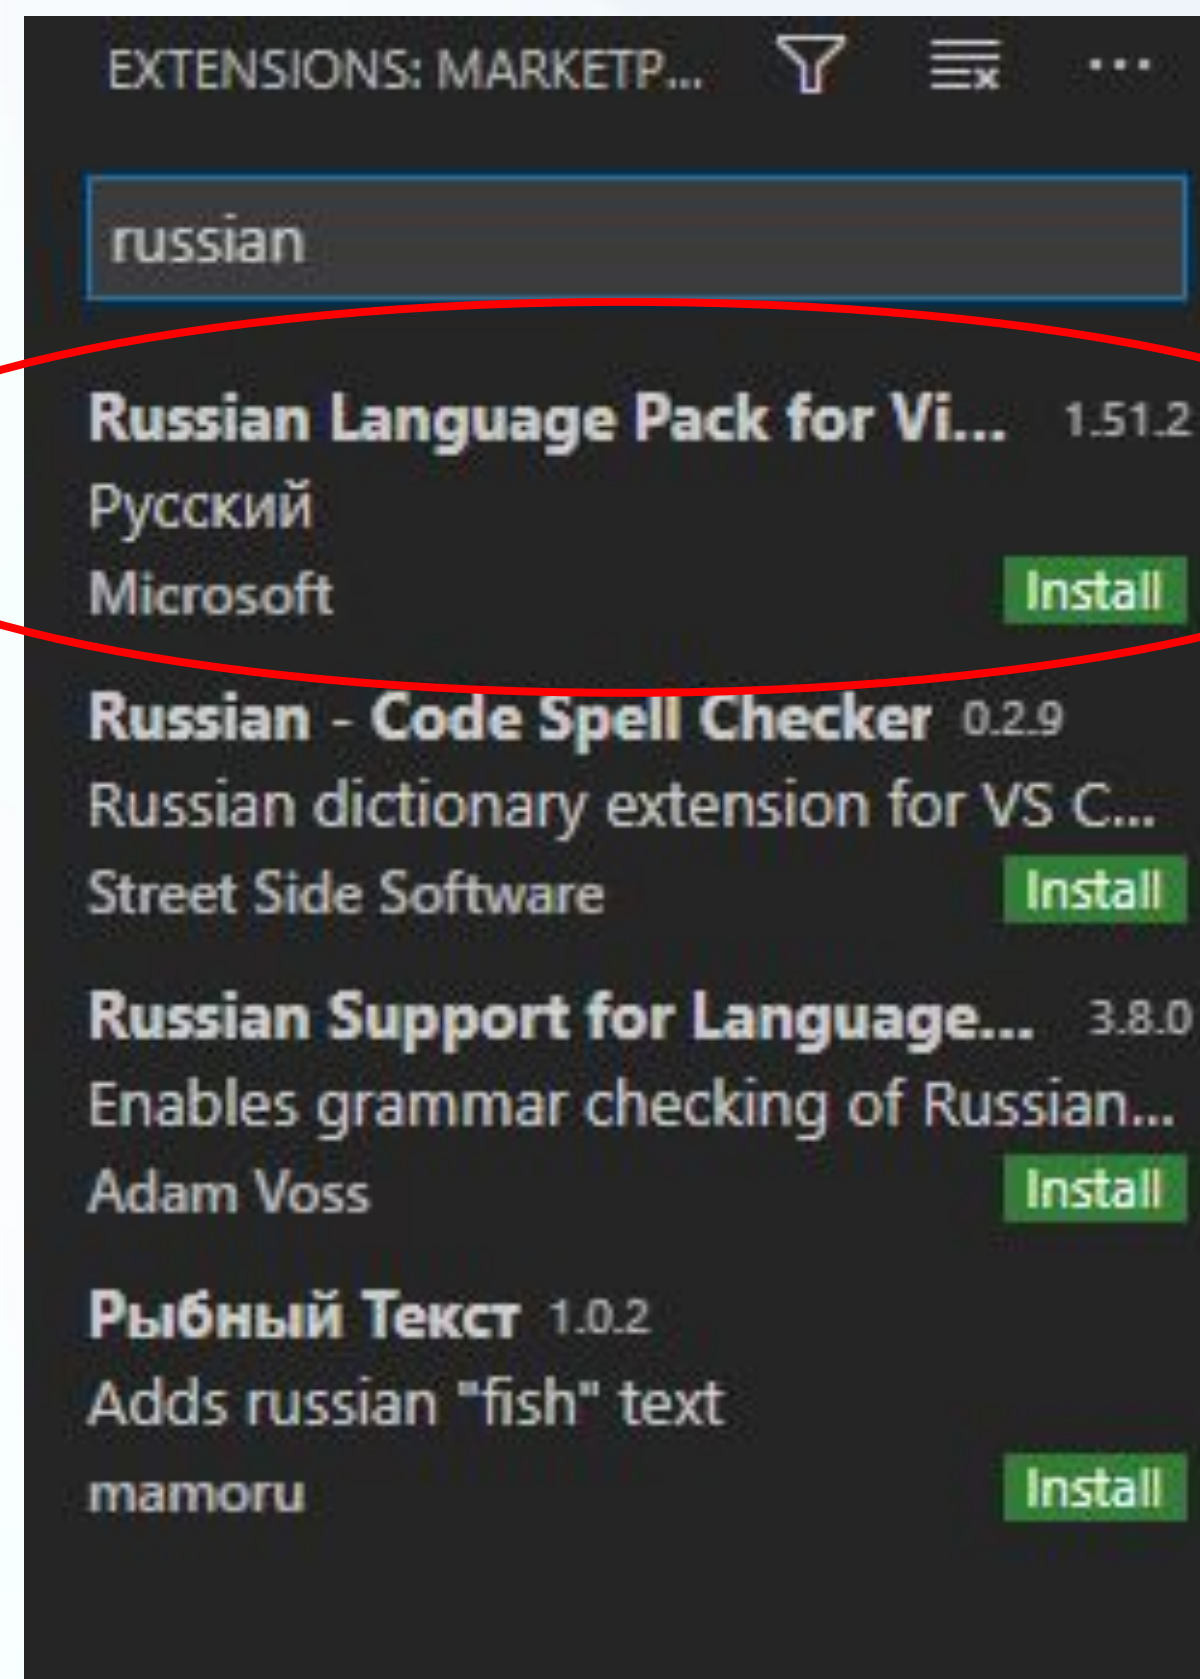 EXTENSIONS: MARKETP...
russian
Russian Language Pack for Vi... 1.51.2
Русский
Microsoft Install
Russian - Code Spell Checker 0.2.9
Russian dictionary extension for VS C...
Street Side Software Install
Russian Support for Language... 3.8.0
Enables grammar checking of Russian...
Adam Voss Install
Рыбный Текст 1.0.2
Adds russian "fish" text
mamoru Install